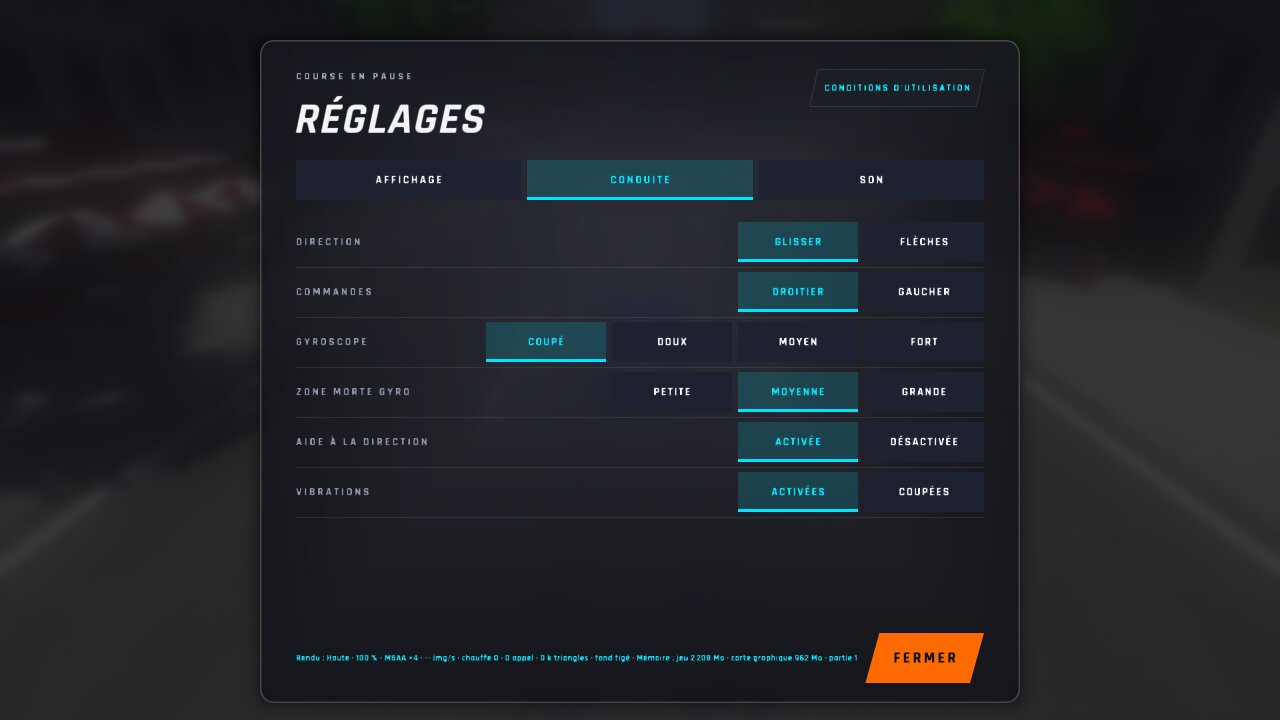 COURSE EN PAUSE
CONDITIONS D'UTILISATION
RÉGLAGES
AFFICHAGE CONDUITE SON
DIRECTION GLISSER FLÈCHES
COMMANDES DROITIER GAUCHER
GYROSCOPE COUPÉ DOUX MOYEN FORT
ZONE MORTE GYRO PETITE MOYENNE GRANDE
AIDE À LA DIRECTION ACTIVÉE DÉSACTIVÉE
VIBRATIONS ACTIVÉES COUPÉES
Rendu : Haute · 100 % · MSAA ×4 · -- img/s · chauffe 0 · 0 appel · 0 k triangles · fond figé · Mémoire : jeu 2 208 Mo · carte graphique 962 Mo · partie 1
FERMER